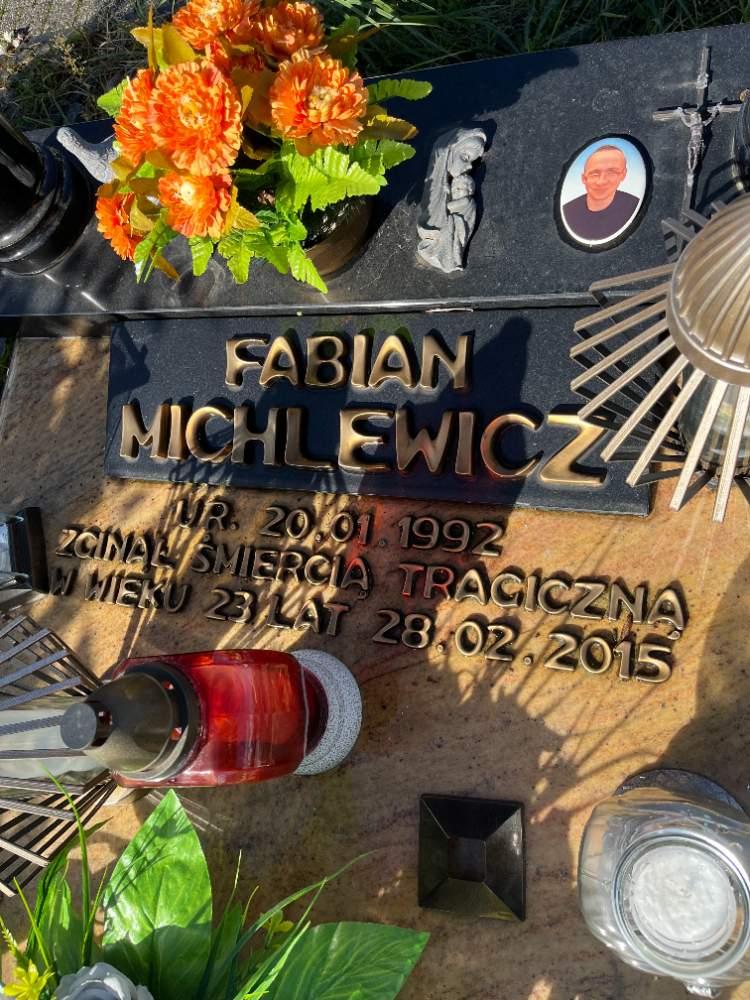 FABIAN
MICHLEWICZ
UR. 20.01.1992
ZGINĄŁ ŚMIERCIĄ TRAGICZNĄ
W WIEKU 23 LAT 28.02.2015